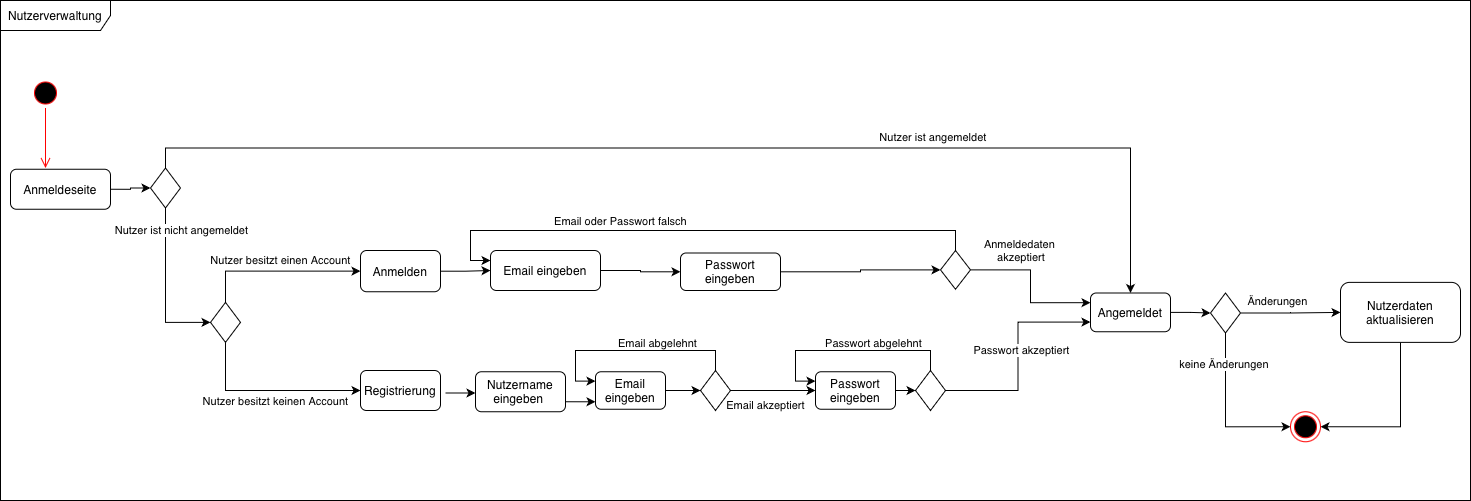 Nutzerverwaltung
Nutzer ist angemeldet
Anmeldeseite
Nutzer ist nicht angemeldet
Email oder Passwort falsch
Nutzer besitzt einen Account
Anmelden
Email eingeben
Passwort
eingeben
Anmeldedaten
akzeptiert
Angemeldet
Änderungen
Nutzerdaten
aktualisieren
keine Änderungen
Nutzer besitzt keinen Account
Registrierung
Nutzername
eingeben
Email abgelehnt
Email
eingeben
Email akzeptiert
Passwort abgelehnt
Passwort
eingeben
Passwort akzeptiert